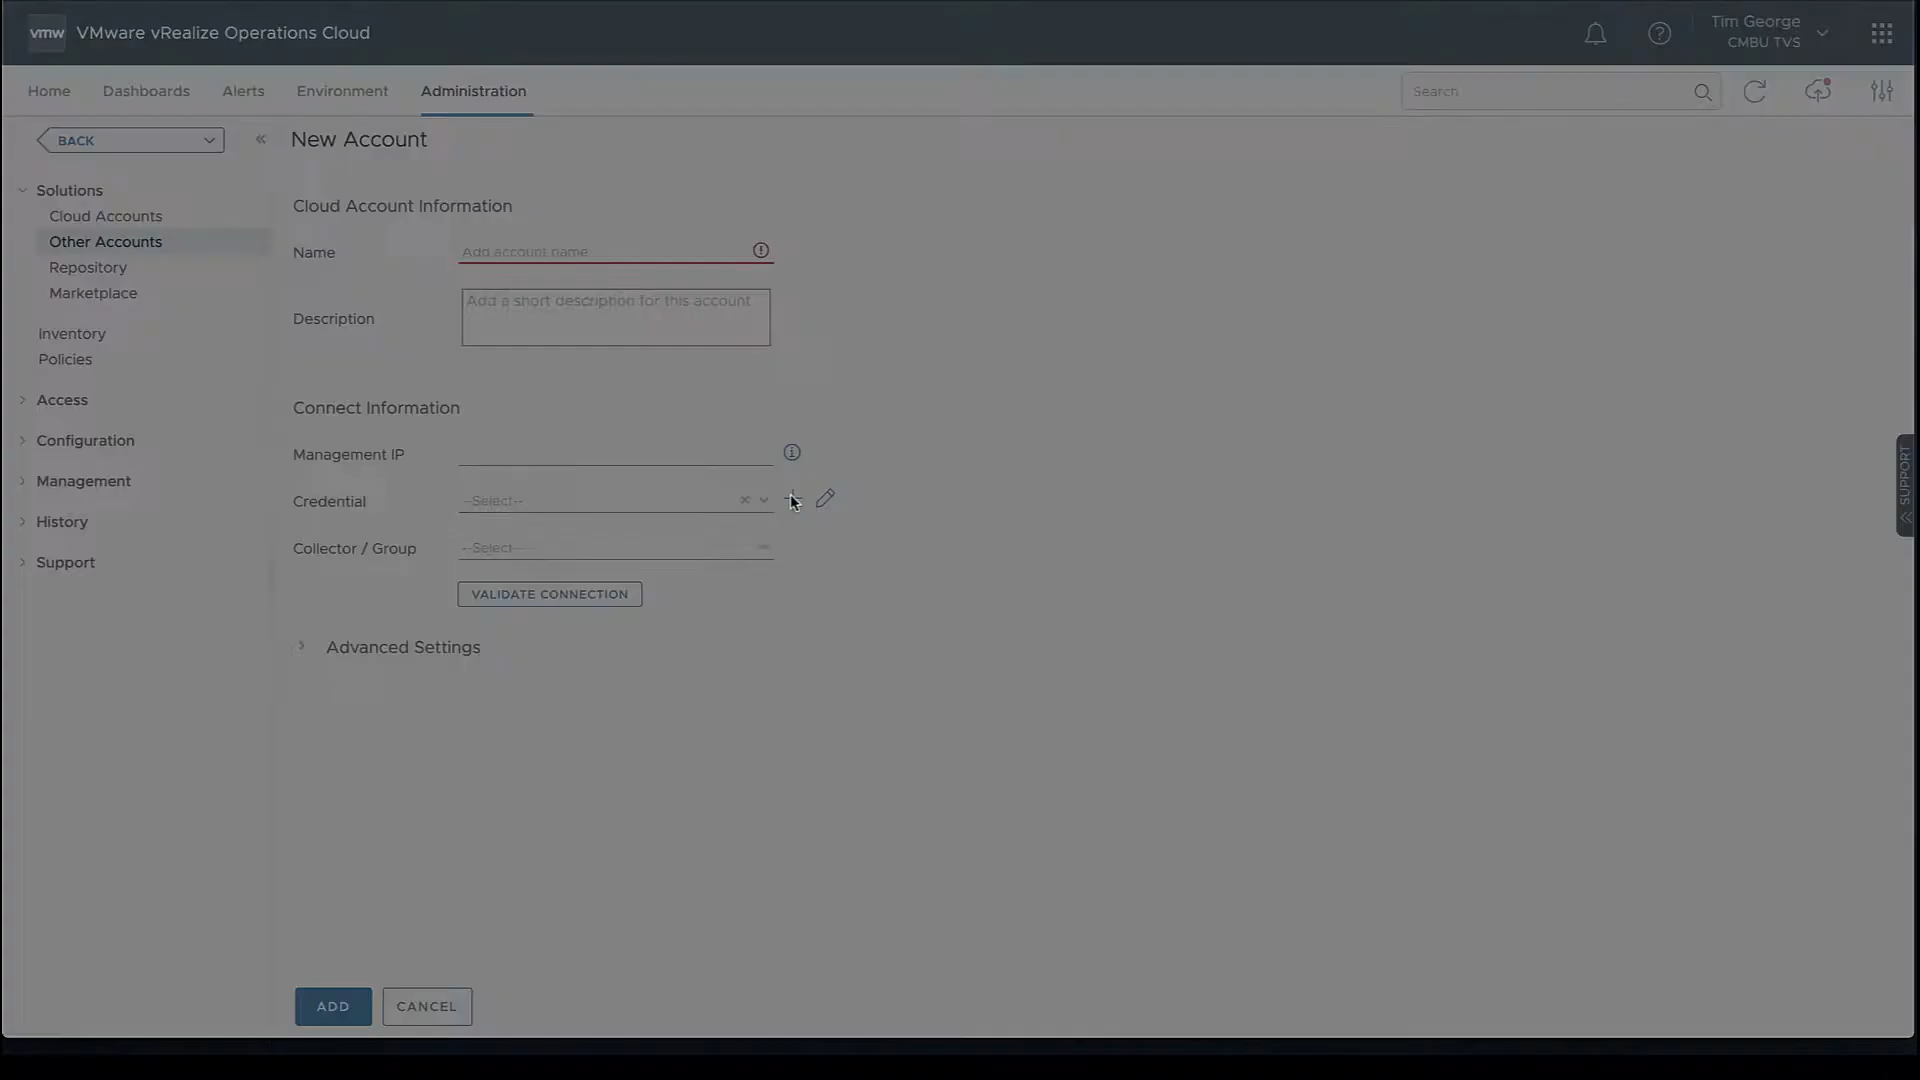 vmw VMware vRealize Operations Cloud
Tim George
CMBU TVS
Home Dashboards Alerts Environment Administration
Search
BACK
New Account
Solutions
Cloud Accounts
Other Accounts
Repository
Marketplace
Inventory
Policies
Access
Configuration
Management
History
Support
Cloud Account Information
Name Add account name
Description Add a short description for this account
Connect Information
Management IP
Credential --Select--
Collector / Group --Select--
VALIDATE CONNECTION
Advanced Settings
ADD CANCEL
SUPPORT